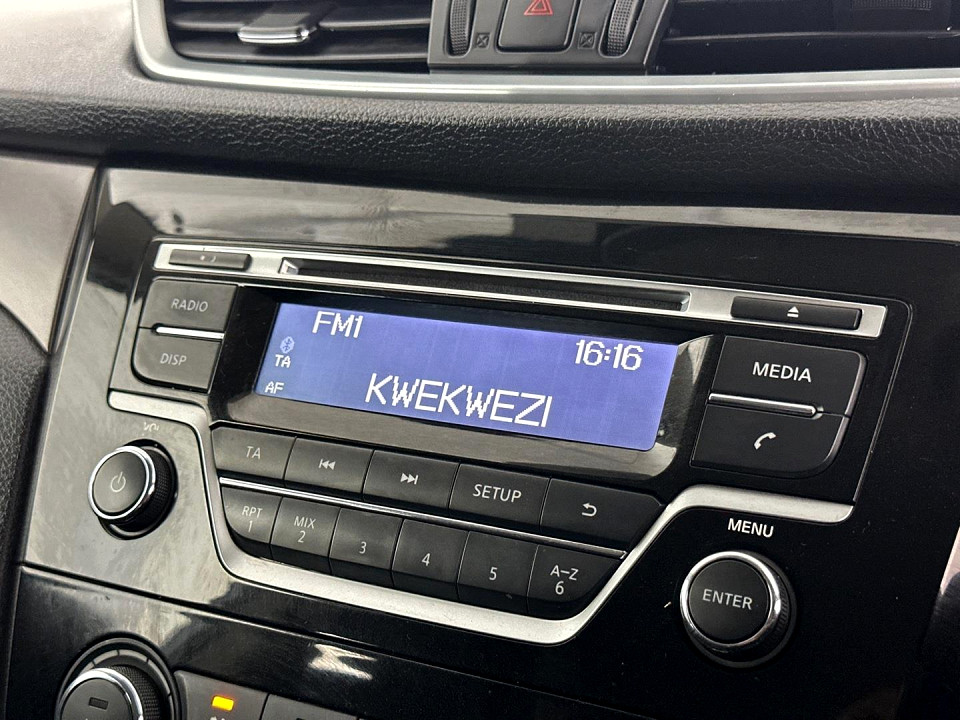 RADIO
DISP
FM1
16:16
TA
AF
KWEKWEZI
MEDIA
TA
SETUP
RPT
1
MIX
2
3
4
5
A-Z
6
MENU
ENTER